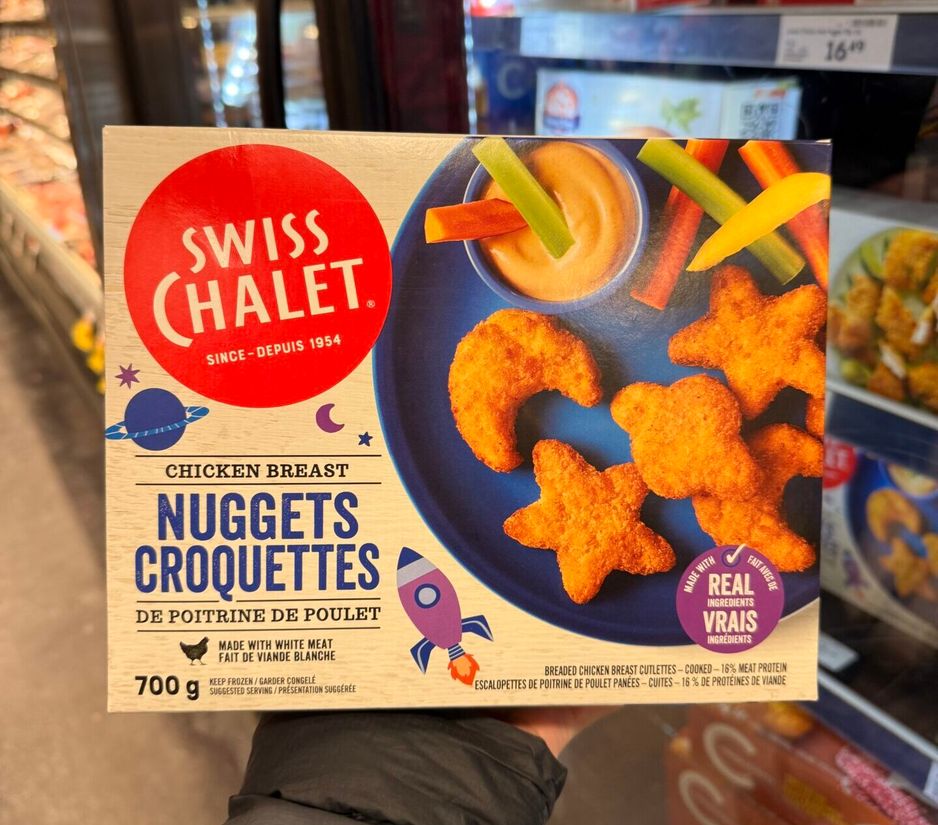 16⁴⁹
SWISS
CHALET®
SINCE-DEPUIS 1954
CHICKEN BREAST
NUGGETS
CROQUETTES
DE POITRINE DE POULET
MADE WITH WHITE MEAT
FAIT DE VIANDE BLANCHE
700 g
KEEP FROZEN / GARDER CONGELÉ
SUGGESTED SERVING / PRÉSENTATION SUGGÉRÉE
MADE WITH FAIT AVEC DE
REAL
INGREDIENTS
VRAIS
INGRÉDIENTS
BREADED CHICKEN BREAST CUTLETTES – COOKED – 16% MEAT PROTEIN
ESCALOPETTES DE POITRINE DE POULET PANÉES – CUITES – 16 % DE PROTÉINES DE VIANDE